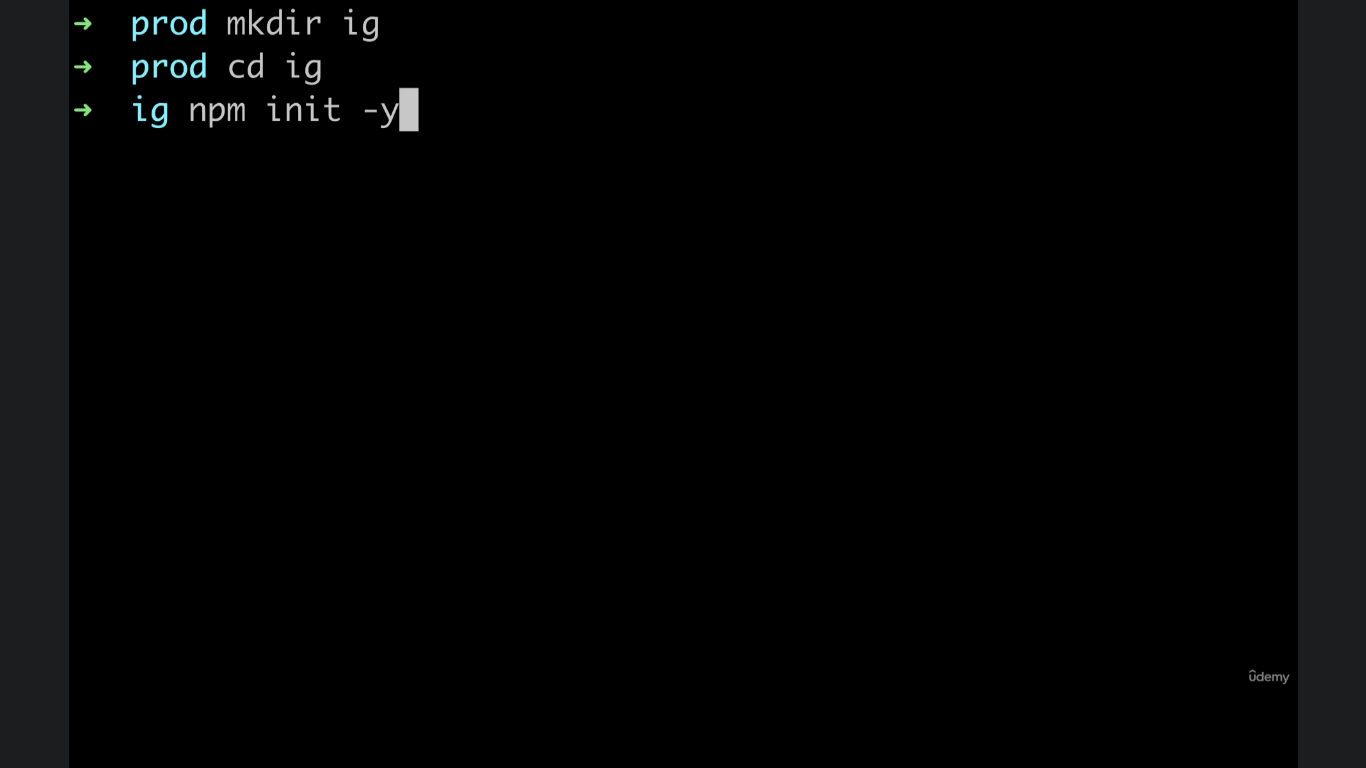 ➜ prod mkdir ig
➜ prod cd ig
➜ ig npm init -y
ûdemy